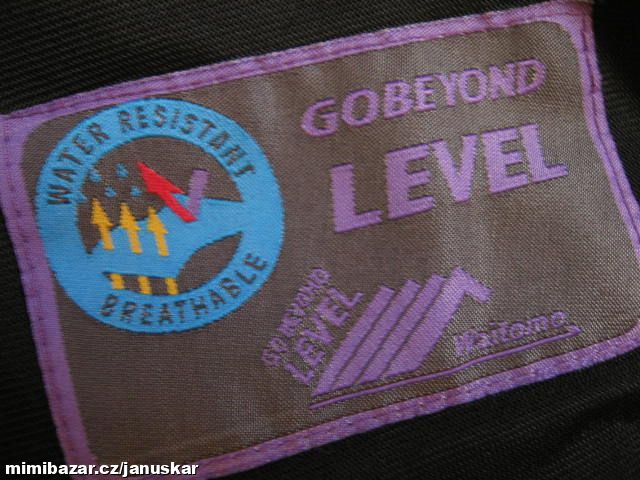 WATER RESISTANT
BREATHABLE
GOBEYOND
LEVEL
GO BEYOND
LEVEL
Waitomo
mimibazar.cz/januskar